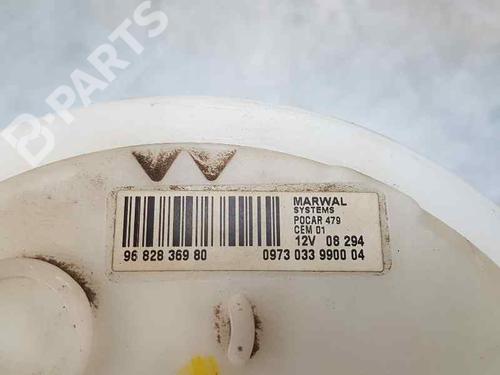 B-PARTS
MARWAL
SYSTEMS
POCAR 479
CEM 01
12V 08 294
96 828 369 80
0973 033 9900 04